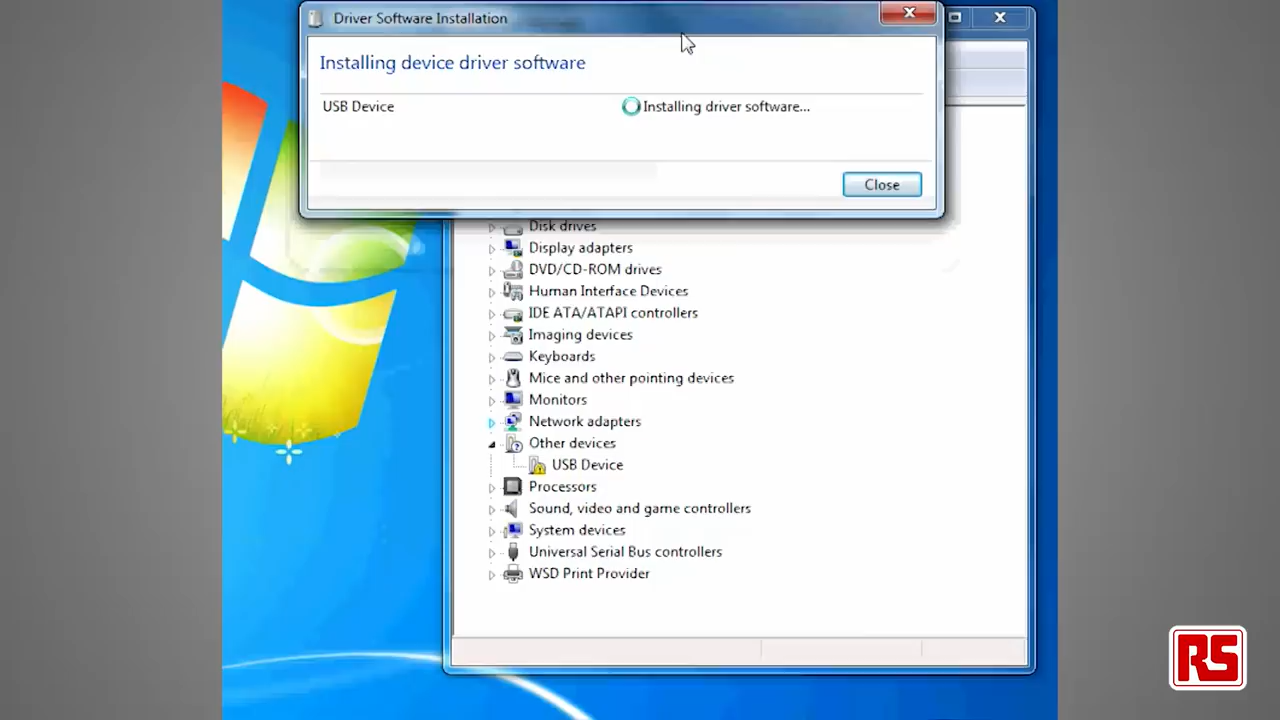 Driver Software Installation
Installing device driver software
USB Device
Installing driver software...
Close
Disk drives
Display adapters
DVD/CD-ROM drives
Human Interface Devices
IDE ATA/ATAPI controllers
Imaging devices
Keyboards
Mice and other pointing devices
Monitors
Network adapters
Other devices
USB Device
Processors
Sound, video and game controllers
System devices
Universal Serial Bus controllers
WSD Print Provider
RS